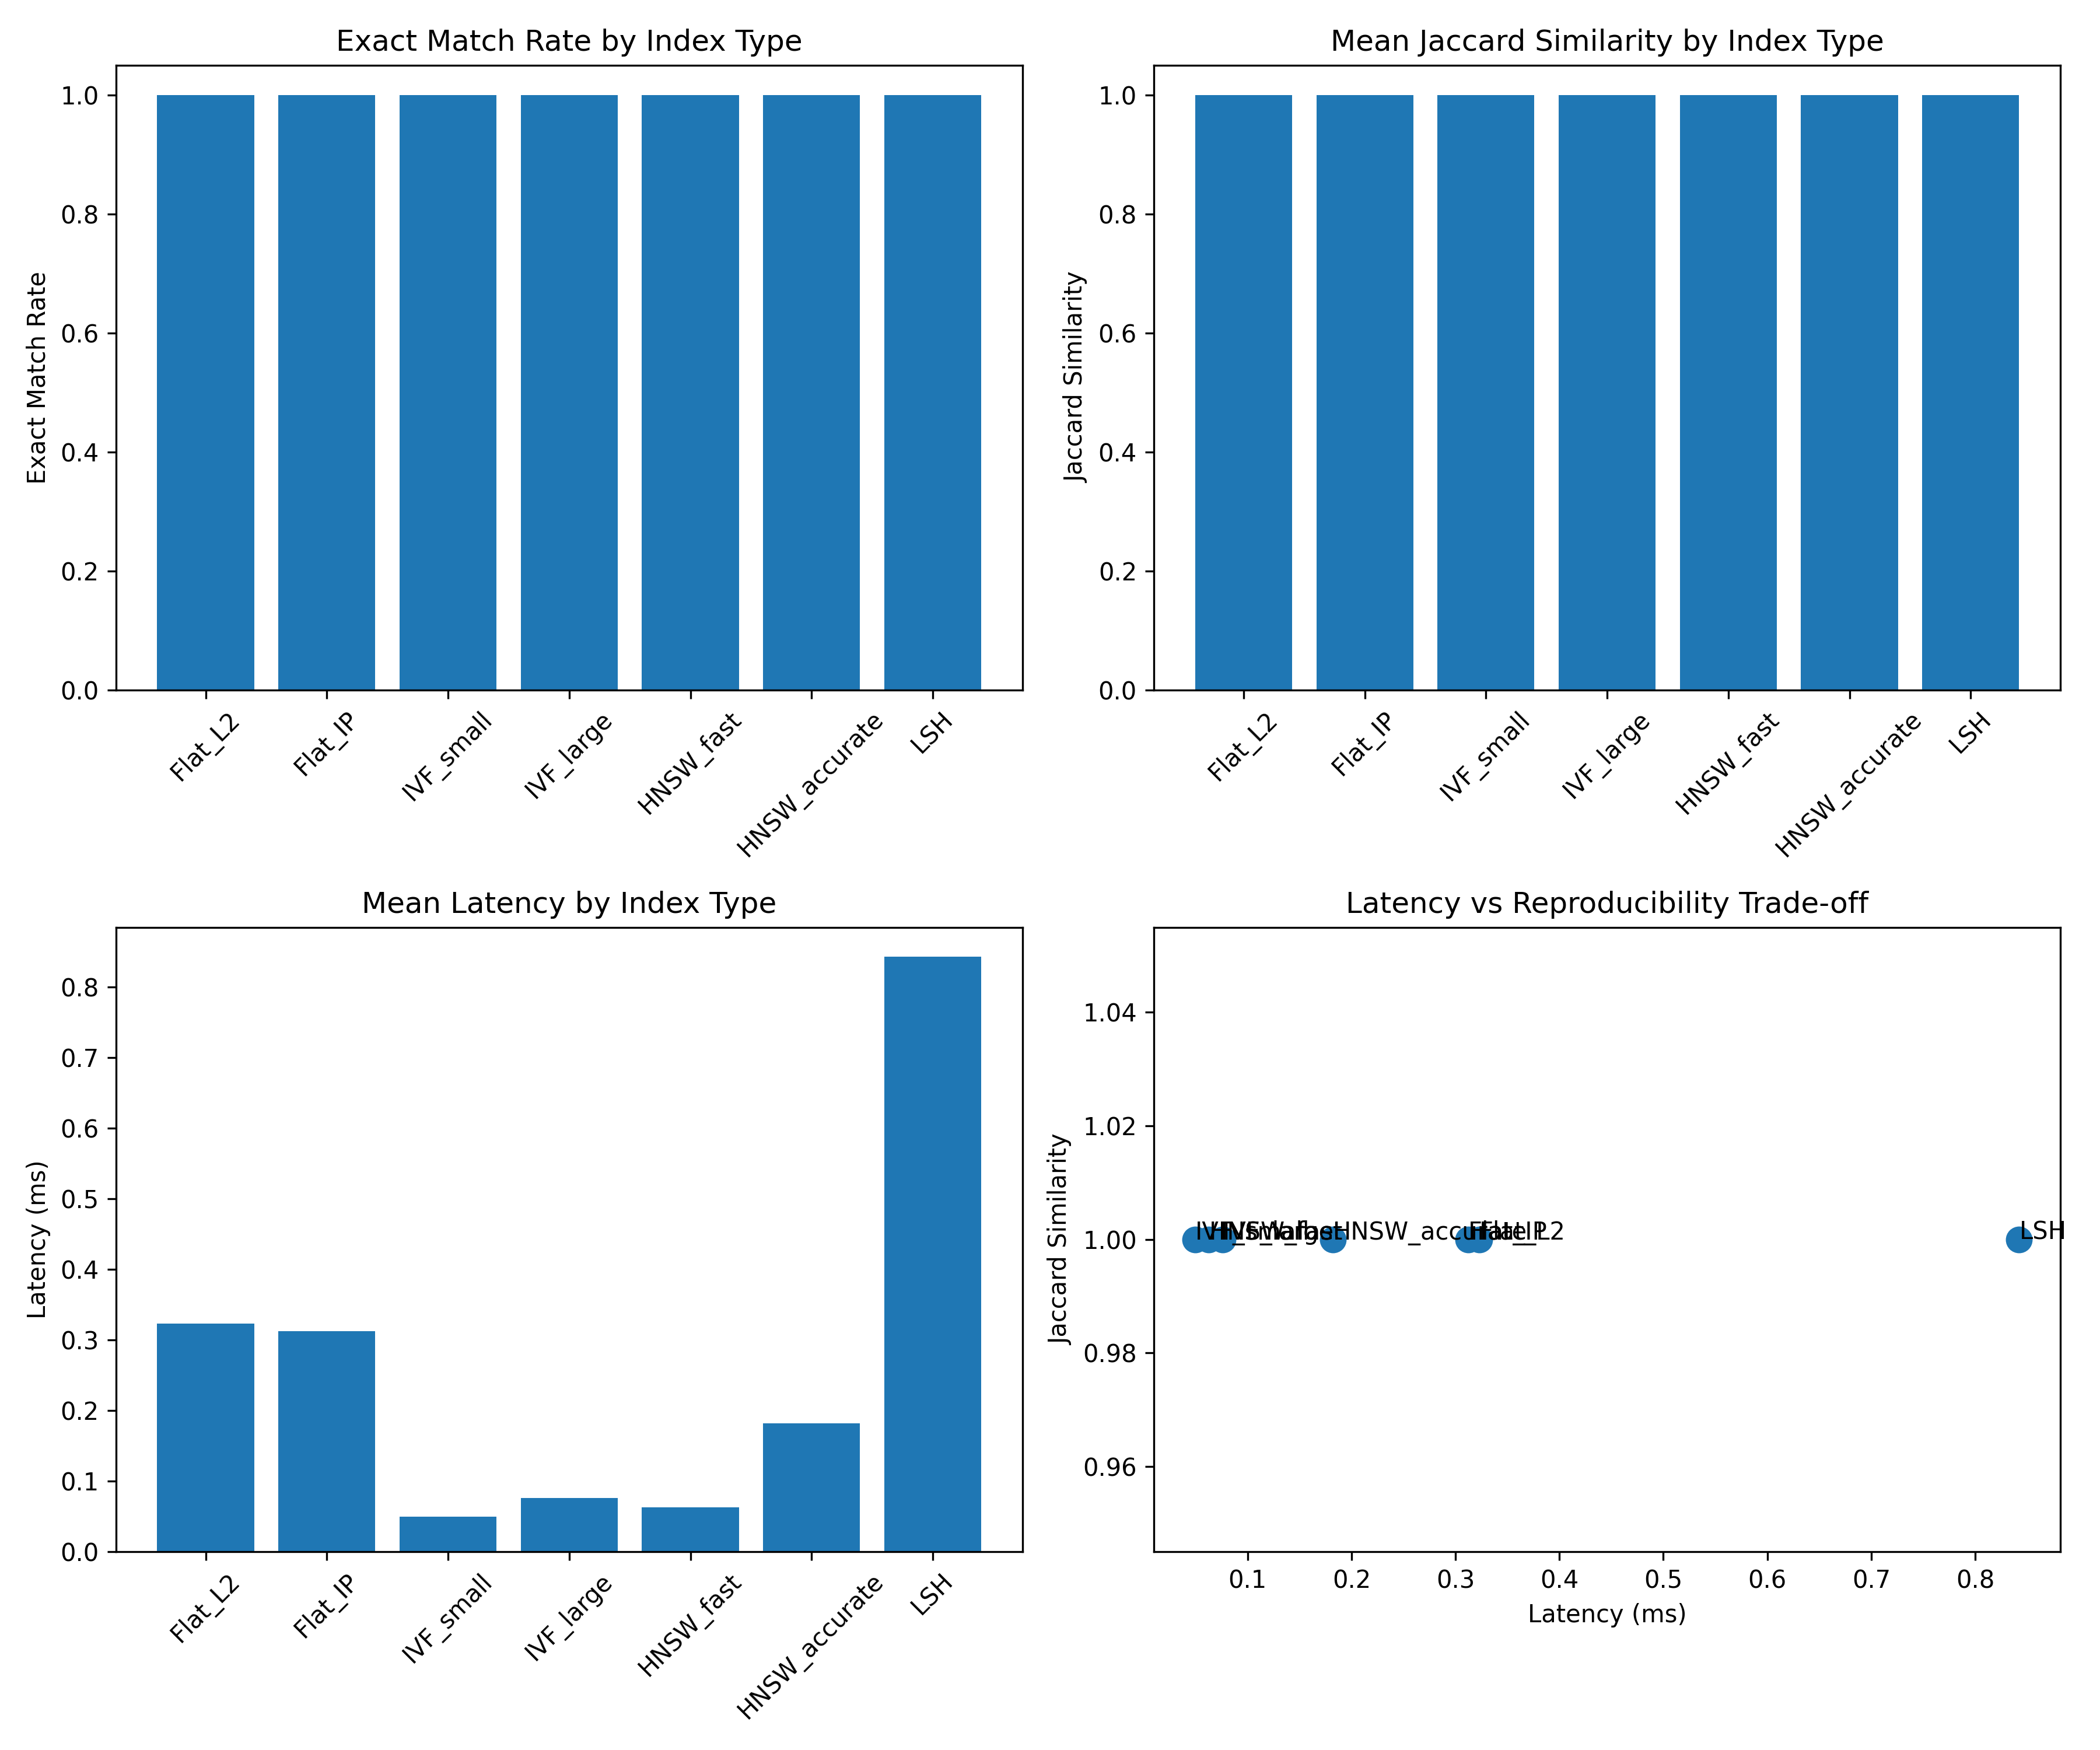 Exact Match Rate by Index Type
Exact Match Rate
1.0
0.8
0.6
0.4
0.2
0.0
Flat_L2
Flat_IP
IVF_small
IVF_large
HNSW_fast
HNSW_accurate
LSH
Mean Jaccard Similarity by Index Type
Jaccard Similarity
1.0
0.8
0.6
0.4
0.2
0.0
Flat_L2
Flat_IP
IVF_small
IVF_large
HNSW_fast
HNSW_accurate
LSH
Mean Latency by Index Type
Latency (ms)
0.8
0.7
0.6
0.5
0.4
0.3
0.2
0.1
0.0
Flat_L2
Flat_IP
IVF_small
IVF_large
HNSW_fast
HNSW_accurate
LSH
Latency vs Reproducibility Trade-off
Jaccard Similarity
1.04
1.02
1.00
0.98
0.96
IVF_small
HNSW_fast
IVF_large
HNSW_accurate
Flat_IP
Flat_L2
LSH
0.1
0.2
0.3
0.4
0.5
0.6
0.7
0.8
Latency (ms)